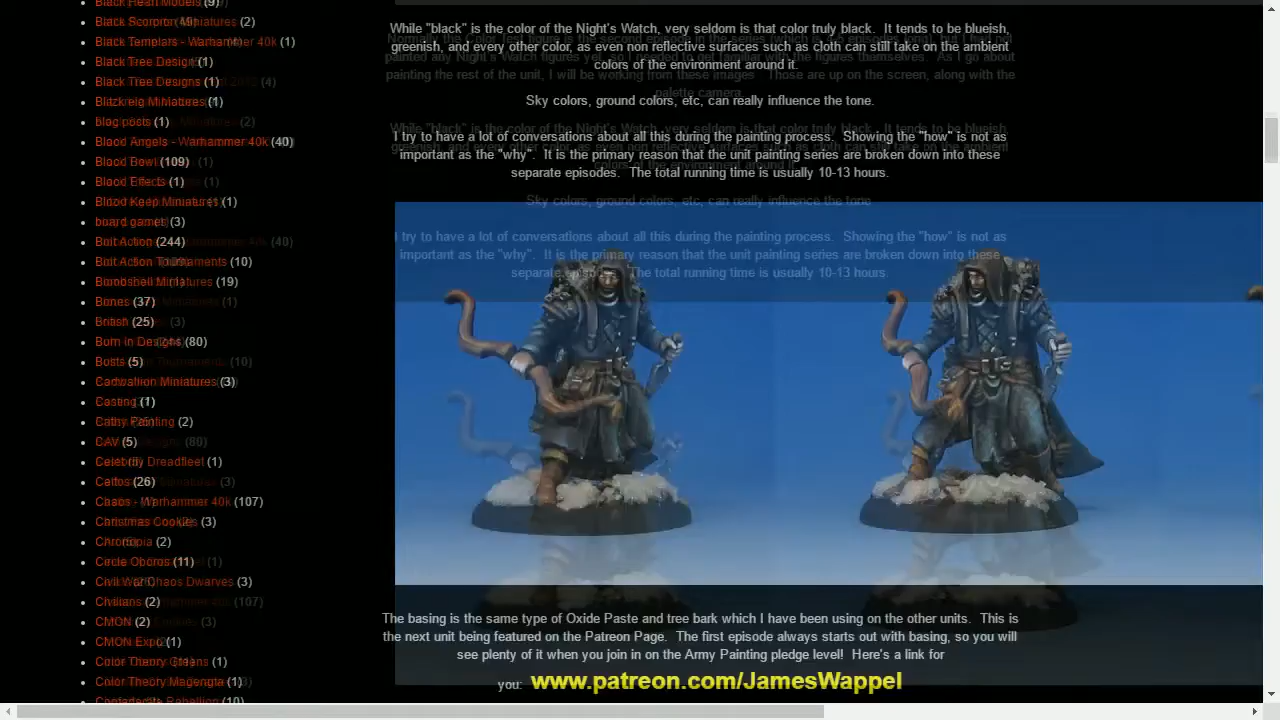 Black Heart Models (9)
Black Scorpion Miniatures (2)
Black Templars - Warhammer 40k (1)
Black Tree Design (1)
Black Tree Designs (1)
Miniatures (1)
blog posts (1)
Blood Angels - Warhammer 40k (40)
Blood Bowl (109)
Blood Effects (1)
Blood Keep Miniatures (1)
board games (3)
Bolt Action (244)
Bolt Action Tournaments (10)
Bombshell Miniatures (19)
Bones (37)
British (25)
Burn in Designs (80)
Busts (5)
Cadwallion Miniatures (3)
Casting (1)
Cathy Painting (2)
CAV (5)
Celebrity Dreadfleet (1)
Celtos (26)
Chaos - Warhammer 40k (107)
Christmas Cookies (3)
Chronopia (2)
Circle Oboros (11)
Chaos Dwarves (3)
Civilians (2)
CMON (2)
CMON Expo (1)
Color Theory Greens (1)
Color Theory Magenta (1)
Confederate Rebellion (10)
While "black" is the color of the Night's Watch, very seldom is that color truly black. It tends to be blueish,
greenish, and every other color, as even non reflective surfaces such as cloth can still take on the ambient
colors of the environment around it.
Sky colors, ground colors, etc, can really influence the tone.
I try to have a lot of conversations about all this during the painting process. Showing the "how" is not as
important as the "why". It is the primary reason that the unit painting series are broken down into these
separate episodes. The total running time is usually 10-13 hours.
The basing is the same type of Oxide Paste and tree bark which I have been using on the other units. This is
the next unit being featured on the Patreon Page. The first episode always starts out with basing, so you will
see plenty of it when you join in on the Army Painting pledge level! Here's a link for
you: www.patreon.com/JamesWappel